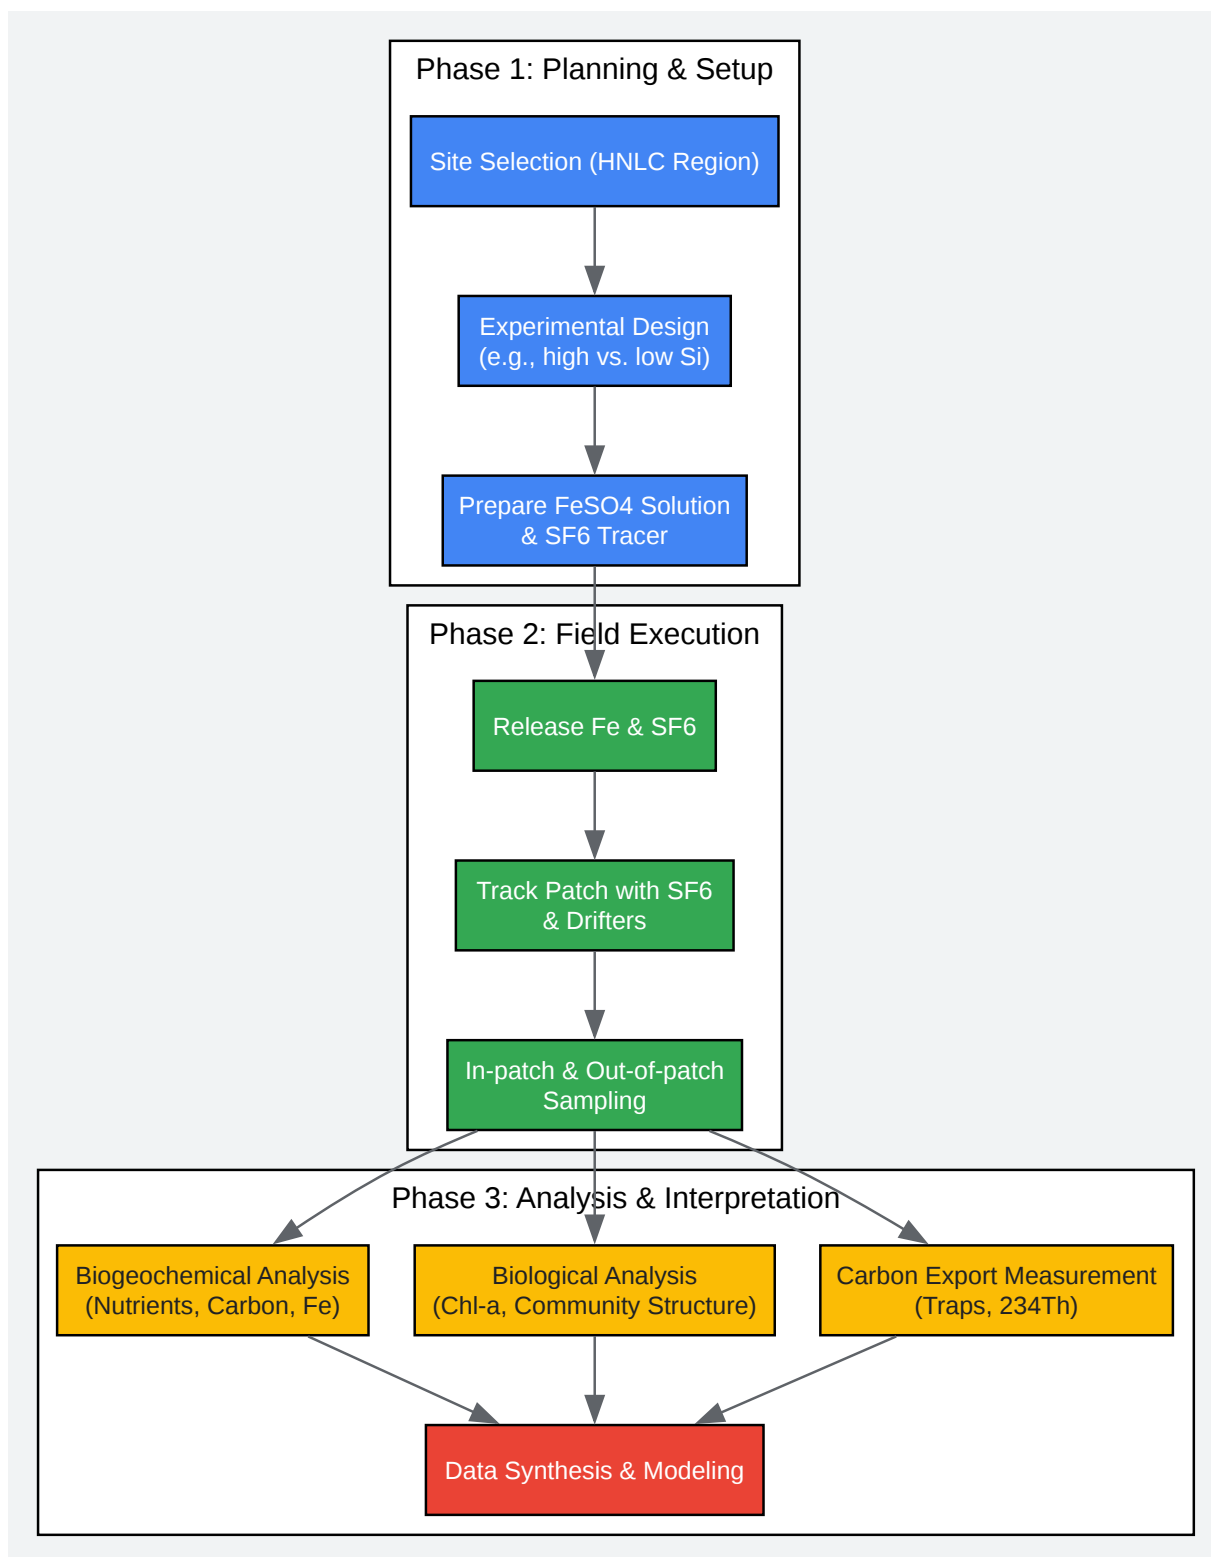 Phase 1: Planning & Setup
Site Selection (HNLC Region)
Experimental Design
(e.g., high vs. low Si)
Prepare FeSO4 Solution
& SF6 Tracer
Phase 2: Field Execution
Release Fe & SF6
Track Patch with SF6
& Drifters
In-patch & Out-of-patch
Sampling
Phase 3: Analysis & Interpretation
Biogeochemical Analysis
(Nutrients, Carbon, Fe)
Biological Analysis
(Chl-a, Community Structure)
Carbon Export Measurement
(Traps, 234Th)
Data Synthesis & Modeling